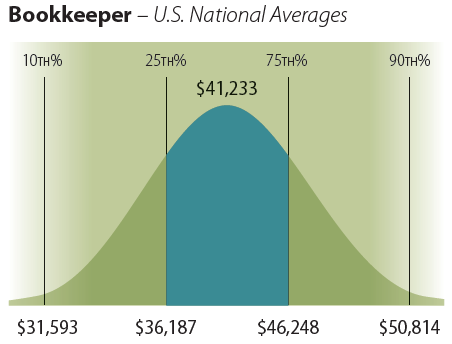 Bookkeeper – U.S. National Averages
10TH% 25TH% 75TH% 90TH%
$41,233
$31,593 $36,187 $46,248 $50,814